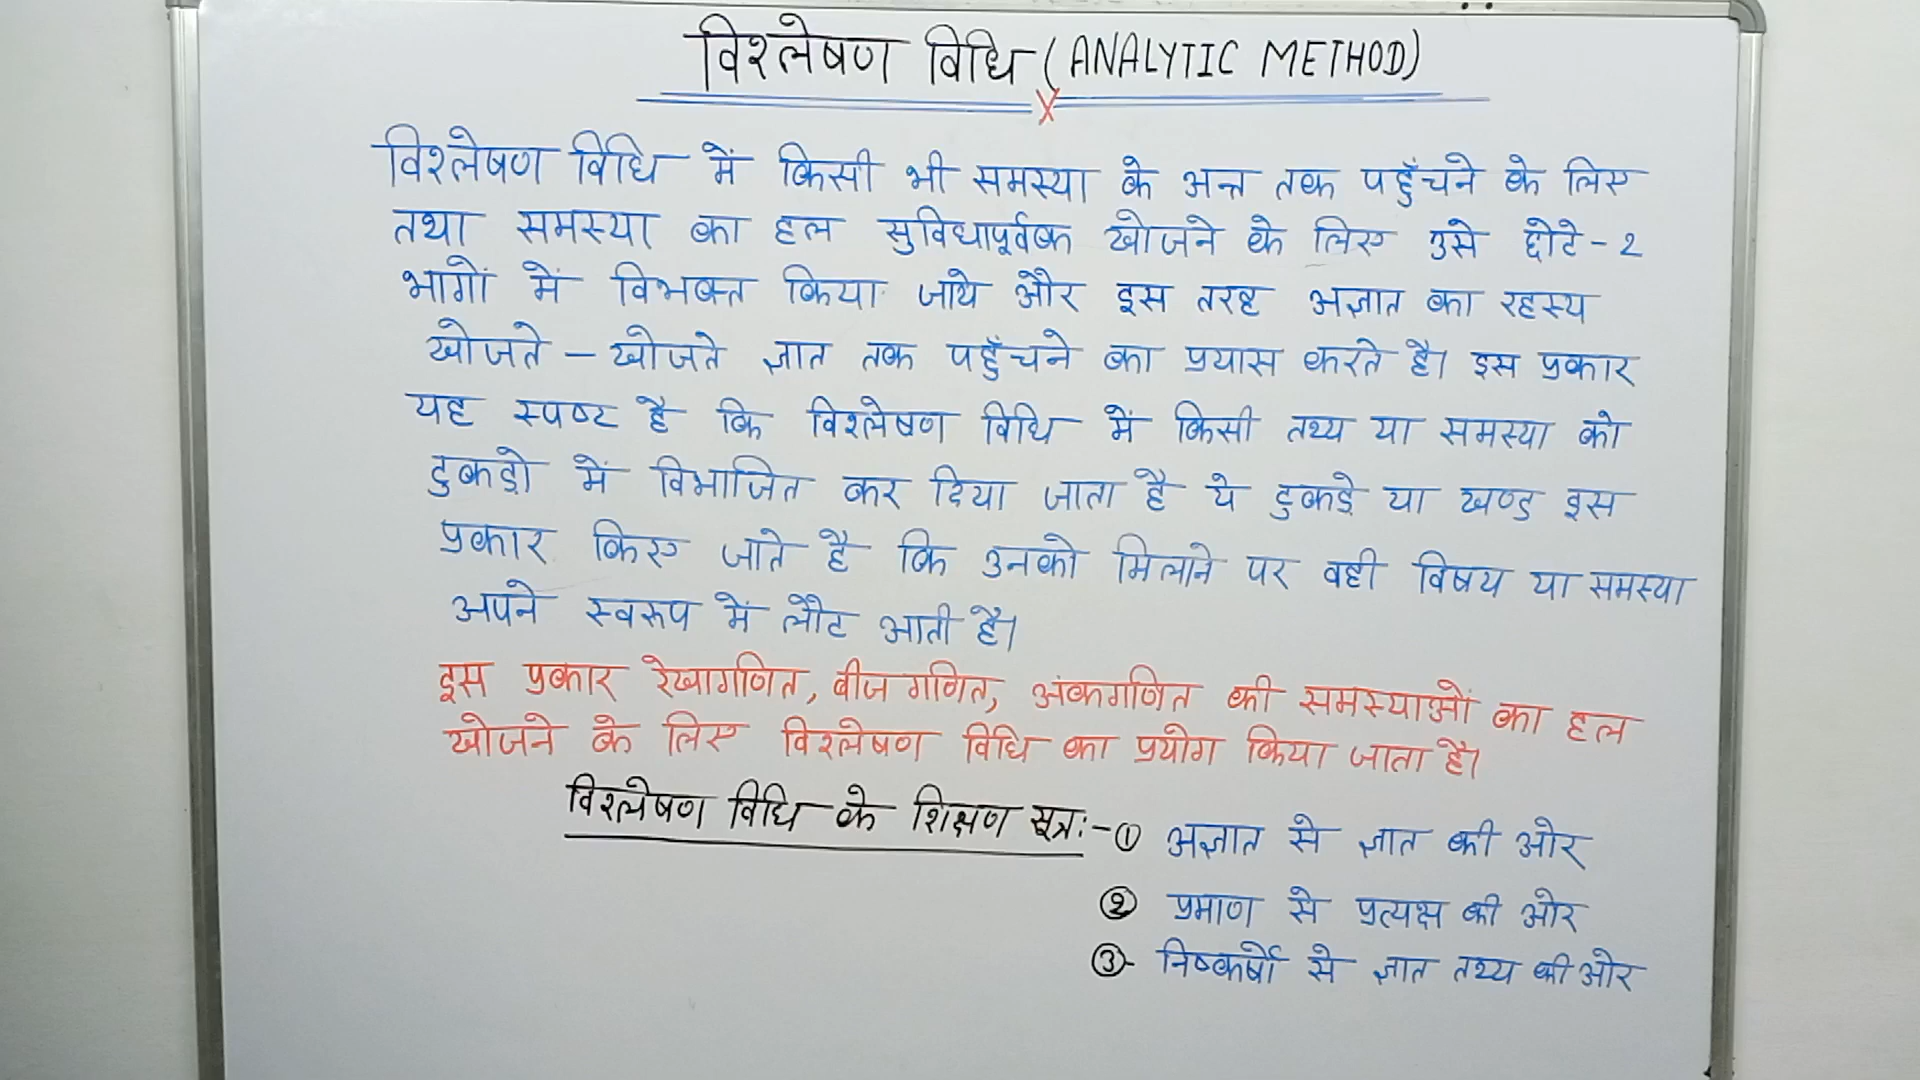 विश्लेषण विधि (ANALYTIC METHOD)
विश्लेषण विधि में किसी भी समस्या के अन्त तक पहुँचने के लिए
तथा समस्या का हल सुविधापूर्वक खोजने के लिए उसे छोटे-2
भागों में विभक्त किया जाये और इस तरह अज्ञात का रहस्य
खोजते - खोजते ज्ञात तक पहुँचने का प्रयास करते है। इस प्रकार
यह स्पष्ट है कि विश्लेषण विधि में किसी तथ्य या समस्या को
टुकड़ो में विभाजित कर दिया जाता है ये टुकड़े या खण्ड इस
प्रकार किए जाते है कि उनको मिलाने पर वही विषय या समस्या
अपने स्वरूप में लौट आती है।
इस प्रकार रेखागणित, बीज गणित, अंकगणित की समस्याओं का हल
खोजने के लिए विश्लेषण विधि का प्रयोग किया जाता है।
विश्लेषण विधि के शिक्षण सूत्र:- ① अज्ञात से ज्ञात की ओर
② प्रमाण से प्रत्यक्ष की ओर
③- निष्कर्षो से ज्ञात तथ्य की ओर